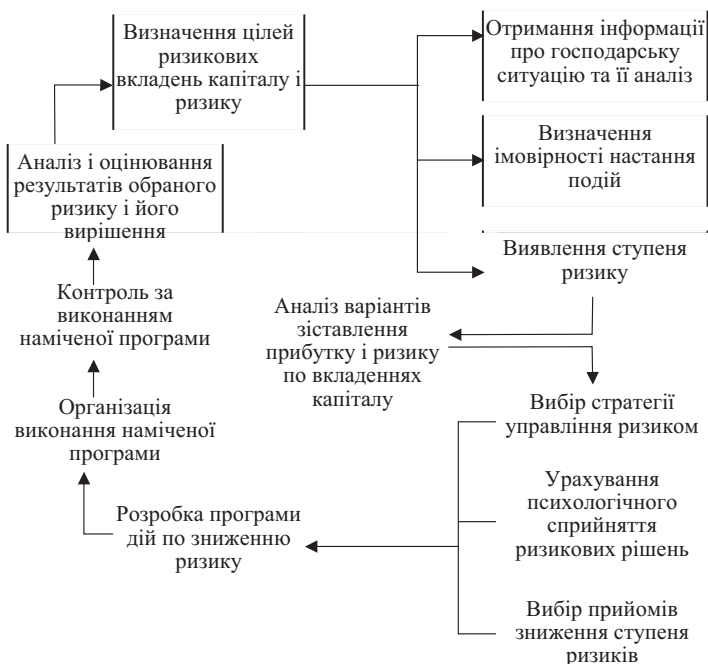 Визначення цілей
ризикових
вкладень капіталу і
ризику
Отримання інформації
про господарську
ситуацію та її аналіз
Визначення
імовірності настання
подій
Виявлення ступеня
ризику
Аналіз варіантів
зіставлення
прибутку і ризику
по вкладеннях
капіталу
Вибір стратегії
управління ризиком
Урахування
психологічного
сприйняття
ризикових рішень
Вибір прийомів
зниження ступеня
ризиків
Розробка програми
дій по зниженню
ризику
Організація
виконання наміченої
програми
Контроль за
виконанням
наміченої програми
Аналіз і оцінювання
результатів обраного
ризику і його
вирішення